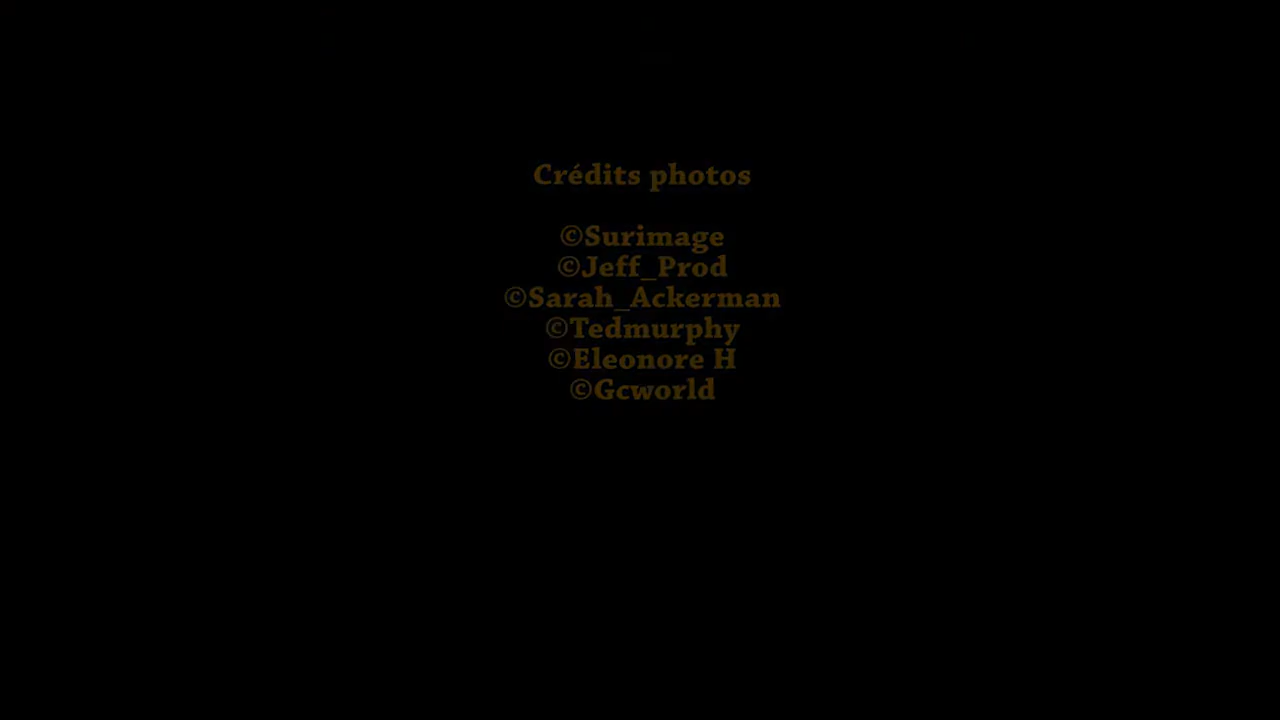 Crédits photos
©Surimage
©Jeff_Prod
©Sarah_Ackerman
©Tedmurphy
©Eleonore H
©Gcworld